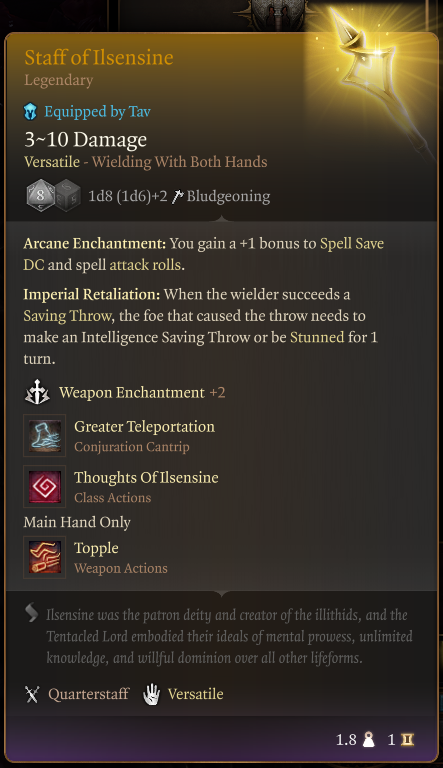 Staff of Ilsensine
Legendary
Equipped by Tav
3~10 Damage
Versatile - Wielding With Both Hands
8 1d8 (1d6)+2 Bludgeoning
Arcane Enchantment: You gain a +1 bonus to Spell Save
DC and spell attack rolls.
Imperial Retaliation: When the wielder succeeds a
Saving Throw, the foe that caused the throw needs to
make an Intelligence Saving Throw or be Stunned for 1
turn.
Weapon Enchantment +2
Greater Teleportation
Conjuration Cantrip
Thoughts Of Ilsensine
Class Actions
Main Hand Only
Topple
Weapon Actions
Ilsensine was the patron deity and creator of the illithids, and the
Tentacled Lord embodied their ideals of mental prowess, unlimited
knowledge, and willful dominion over all other lifeforms.
Quarterstaff Versatile
1.8 1